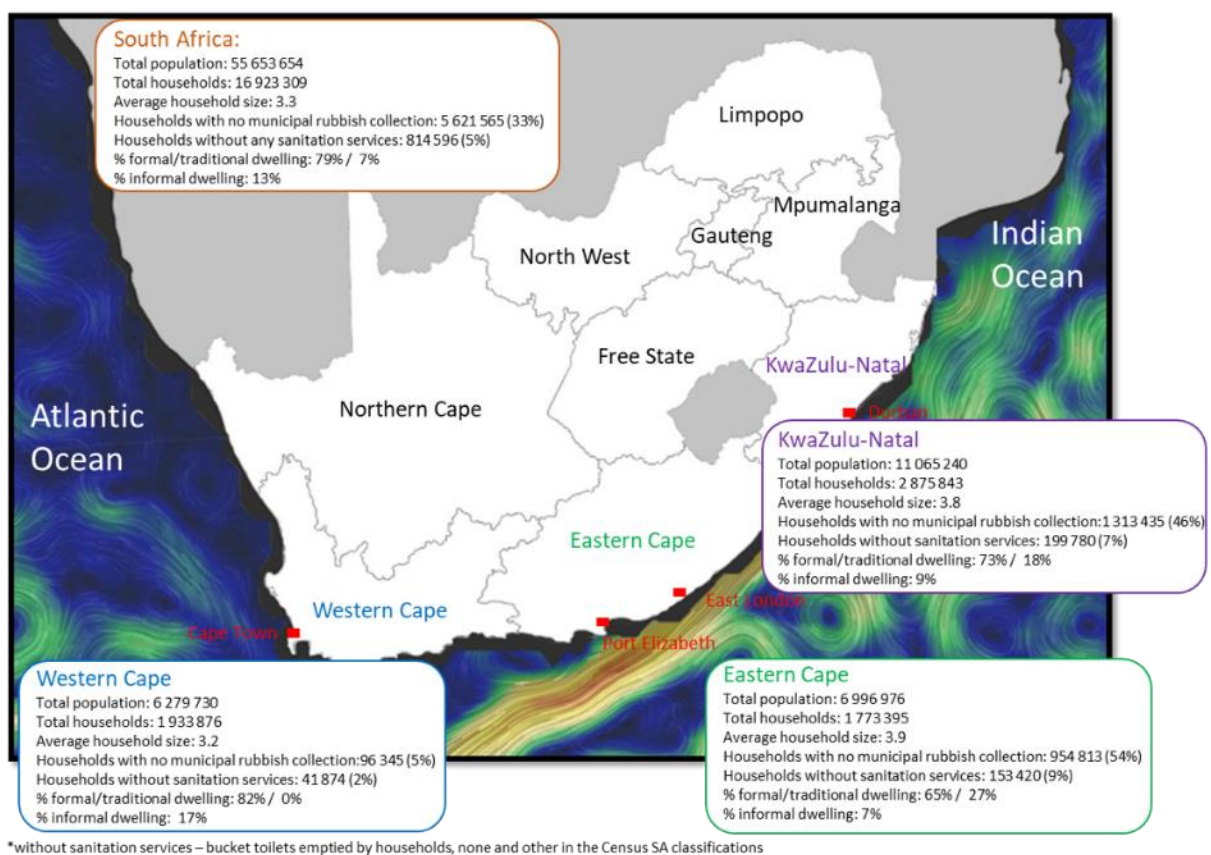 South Africa:
Total population: 55 653 654
Total households: 16 923 309
Average household size: 3.3
Households with no municipal rubbish collection: 5 621 565 (33%)
Households without any sanitation services: 814 596 (5%)
% formal/traditional dwelling: 79% / 7%
% informal dwelling: 13%
Limpopo
Mpumalanga
Gauteng
North West
Indian
Ocean
Free State
KwaZulu-Natal
Northern Cape
Atlantic
Ocean
Durban
KwaZulu-Natal
Total population: 11 065 240
Total households: 2 875 843
Average household size: 3.8
Households with no municipal rubbish collection:1 313 435 (46%)
Households without sanitation services: 199 780 (7%)
% formal/traditional dwelling: 73% / 18%
% informal dwelling: 9%
Eastern Cape
East London
Western Cape
Cape Town
Port Elizabeth
Western Cape
Total population: 6 279 730
Total households: 1 933 876
Average household size: 3.2
Households with no municipal rubbish collection:96 345 (5%)
Households without sanitation services: 41 874 (2%)
% formal/traditional dwelling: 82% / 0%
% informal dwelling: 17%
Eastern Cape
Total population: 6 996 976
Total households: 1 773 395
Average household size: 3.9
Households with no municipal rubbish collection: 954 813 (54%)
Households without sanitation services: 153 420 (9%)
% formal/traditional dwelling: 65% / 27%
% informal dwelling: 7%
*without sanitation services – bucket toilets emptied by households, none and other in the Census SA classifications